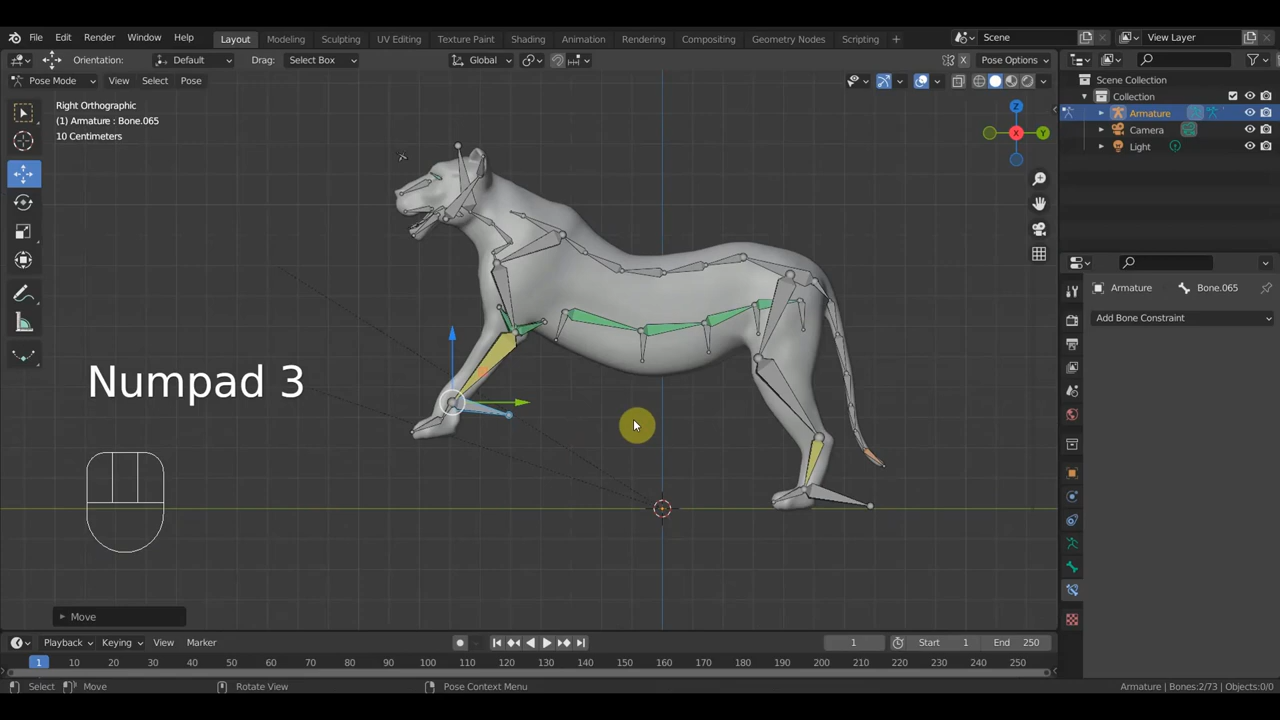 File Edit Render Window Help Layout Modeling Sculpting UV Editing Texture Paint Shading Animation Rendering Compositing Geometry Nodes Scripting + Scene View Layer
Orientation: Default Drag: Select Box Global Pose Options
Pose Mode View Select Pose
Scene Collection
Collection
Armature
Camera
Light
Right Orthographic
(1) Armature : Bone.065
10 Centimeters
X
Y
Z
Armature Bone.065
Add Bone Constraint
Numpad 3
Move
Playback Keying View Marker 1 Start 1 End 250
1 10 20 30 40 50 60 70 80 90 100 110 120 130 140 150 160 170 180 190 200 210 220 230 240 250
Select Move Rotate View Pose Context Menu Armature | Bones:2/73 | Objects:0/0